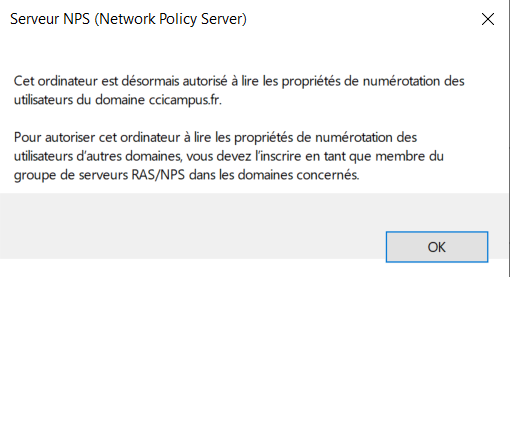 Serveur NPS (Network Policy Server)
Cet ordinateur est désormais autorisé à lire les propriétés de numérotation des
utilisateurs du domaine ccicampus.fr.
Pour autoriser cet ordinateur à lire les propriétés de numérotation des
utilisateurs d'autres domaines, vous devez l'inscrire en tant que membre du
groupe de serveurs RAS/NPS dans les domaines concernés.
OK